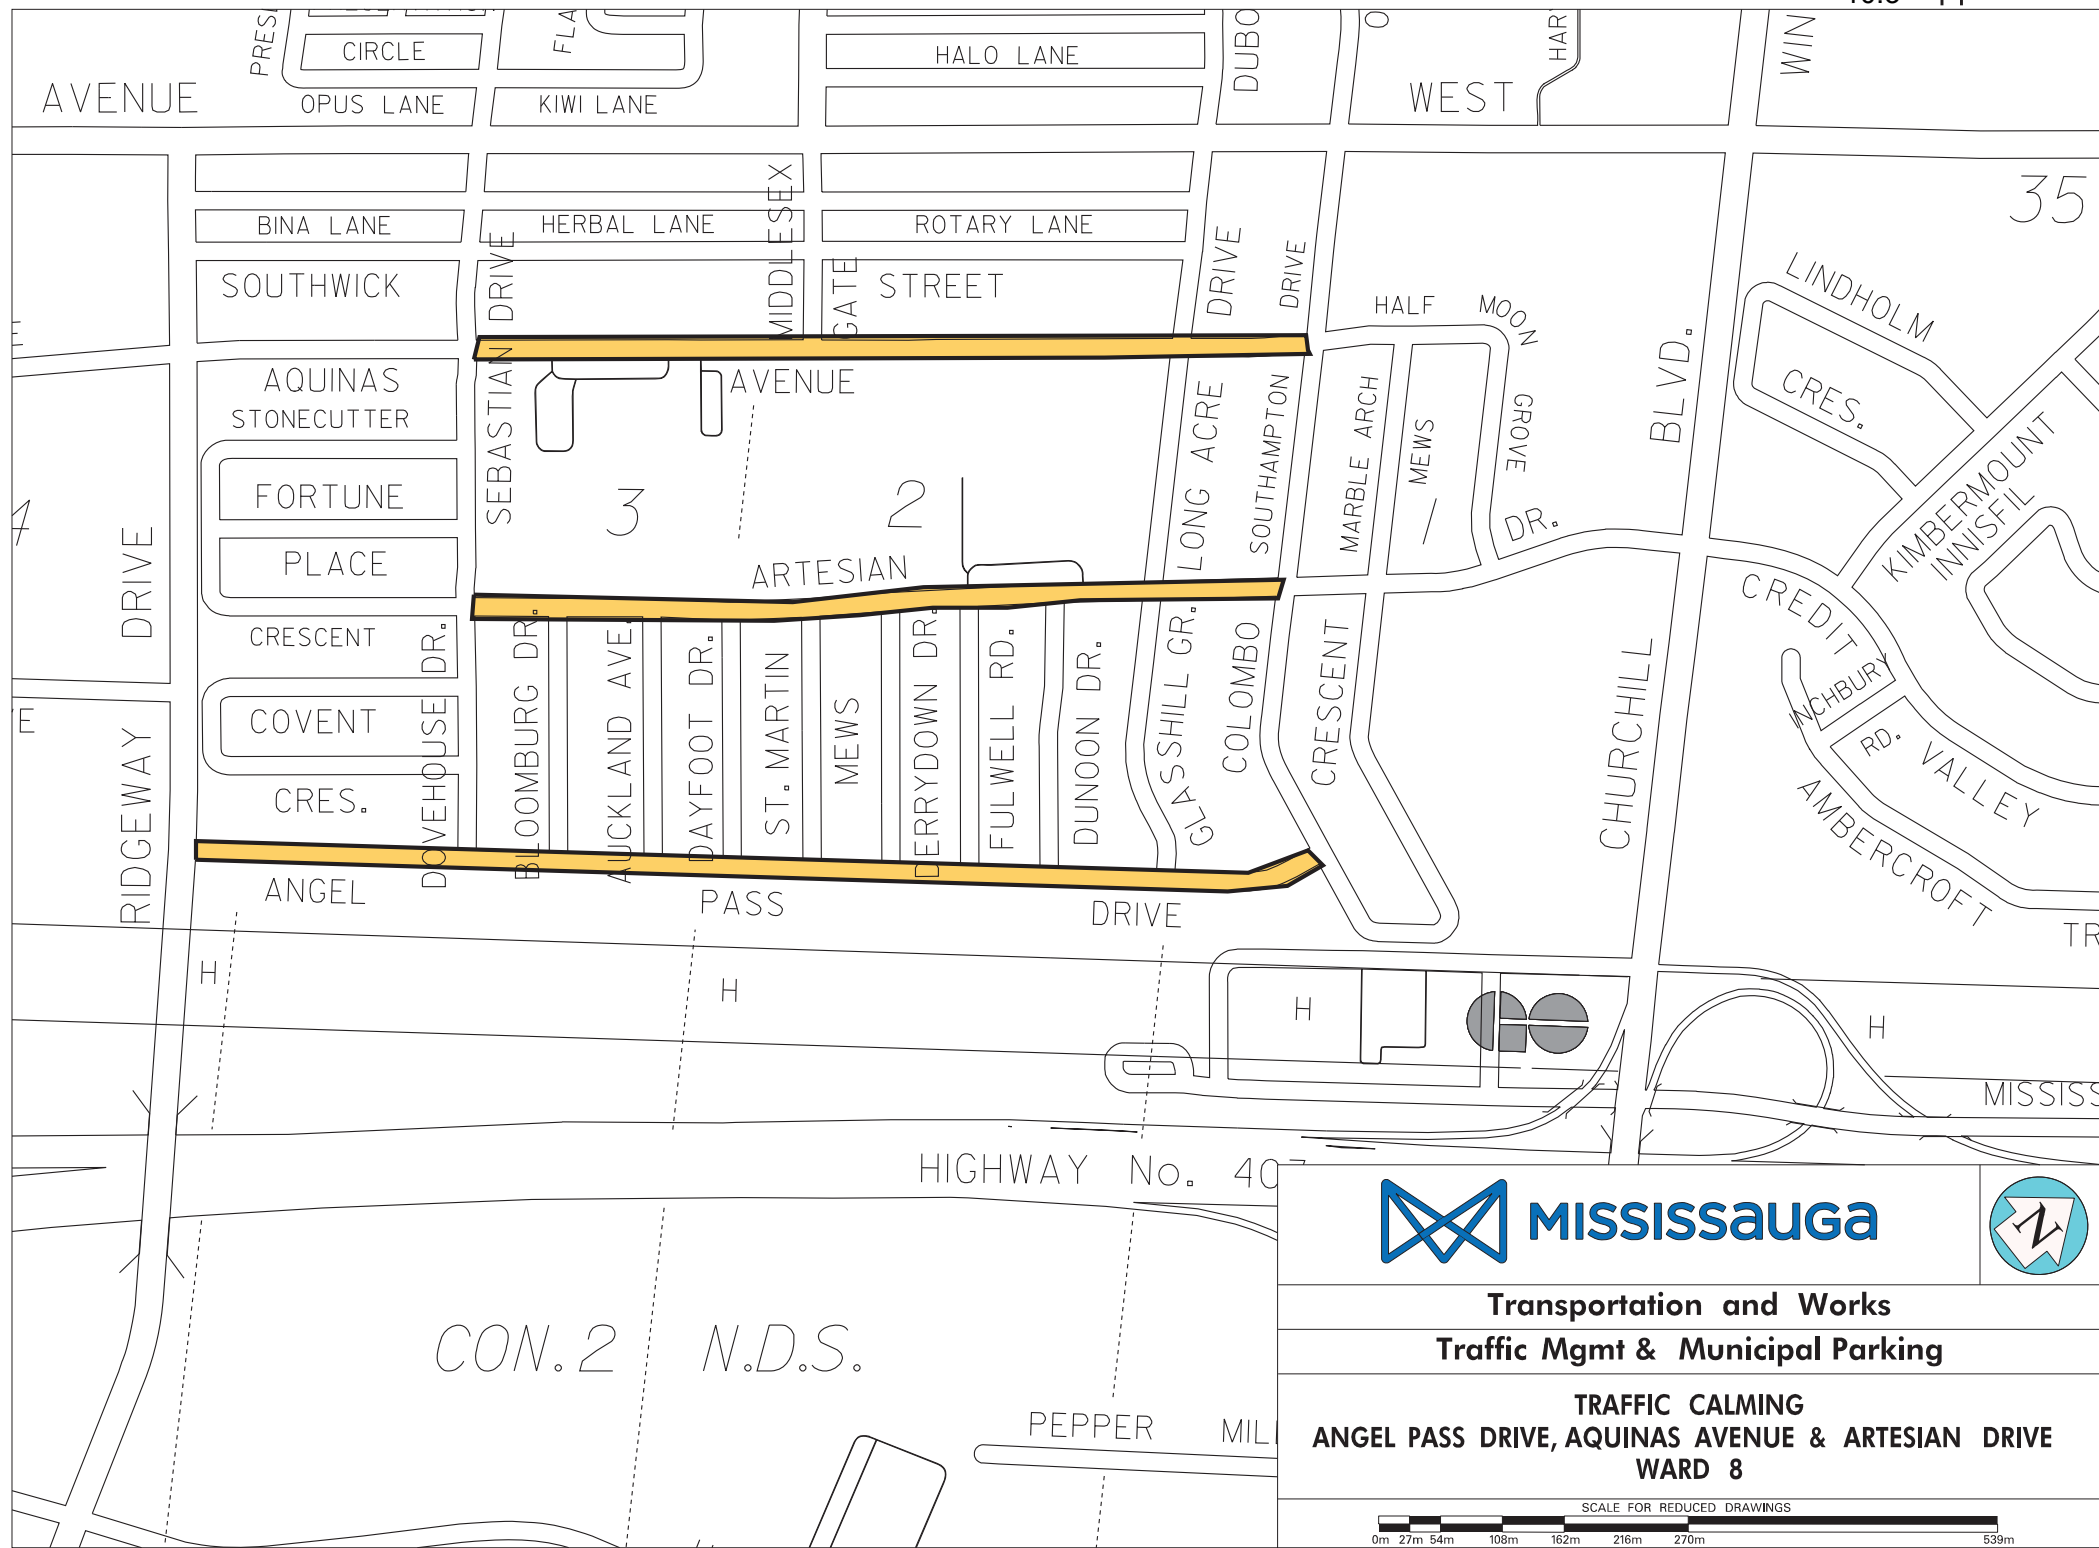 CIRCLE
HALO LANE
AVENUE
OPUS LANE
KIWI LANE
WEST
BINA LANE
HERBAL LANE
MIDDLESEX
GATE
ROTARY LANE
35
SOUTHWICK
STREET
DRIVE
DRIVE
HALF
MOON
GROVE
LINDHOLM
CRES.
AQUINAS
AVENUE
STONECUTTER
SEBASTIAN DRIVE
FORTUNE
PLACE
CRESCENT
3
2
LONG ACRE
SOUTHAMPTON
MARBLE ARCH
MEWS
BLVD.
KIMBERMOUNT
INNISFIL
DR.
ARTESIAN
CREDIT
VALLEY
INCHBURY
RD.
AMBERCROFT
TR
DRIVE
RIDGEWAY
COVENT
CRES.
DOVEHOUSE DR.
BLOOMBURG DR.
AUCKLAND AVE.
DAYFOOT DR.
ST. MARTIN
MEWS
DERRYDOWN DR.
FULWELL RD.
DUNOON DR.
GLASSHILL GR.
COLOMBO
CRESCENT
CHURCHILL
ANGEL
PASS
DRIVE
H
H
H
H
MISSISS
HIGHWAY No. 407
CON. 2 N.D.S.
PEPPER MIL
MISSISSAUGA
N
Transportation and Works
Traffic Mgmt & Municipal Parking
TRAFFIC CALMING
ANGEL PASS DRIVE, AQUINAS AVENUE & ARTESIAN DRIVE
WARD 8
SCALE FOR REDUCED DRAWINGS
0m 27m 54m 108m 162m 216m 270m 539m